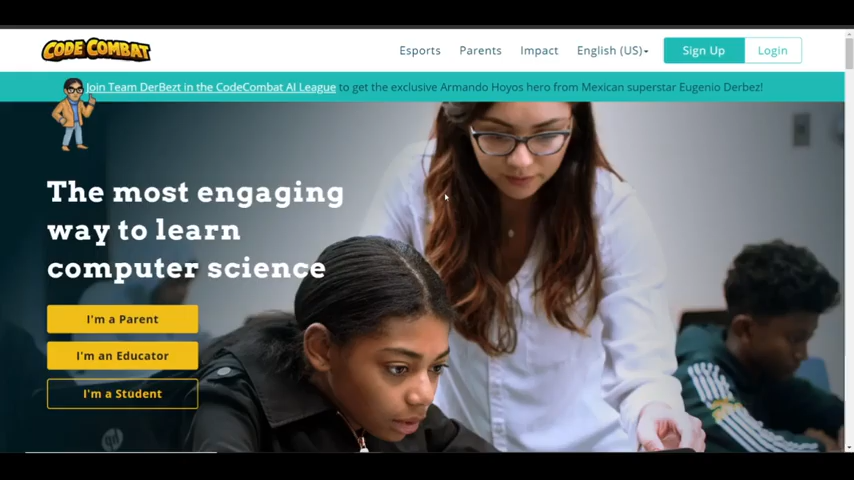 CODE COMBAT
Esports Parents Impact English (US) Sign Up Login
Join Team DerBezt in the CodeCombat AI League to get the exclusive Armando Hoyos hero from Mexican superstar Eugenio Derbez!
The most engaging
way to learn
computer science
I'm a Parent
I'm an Educator
I'm a Student